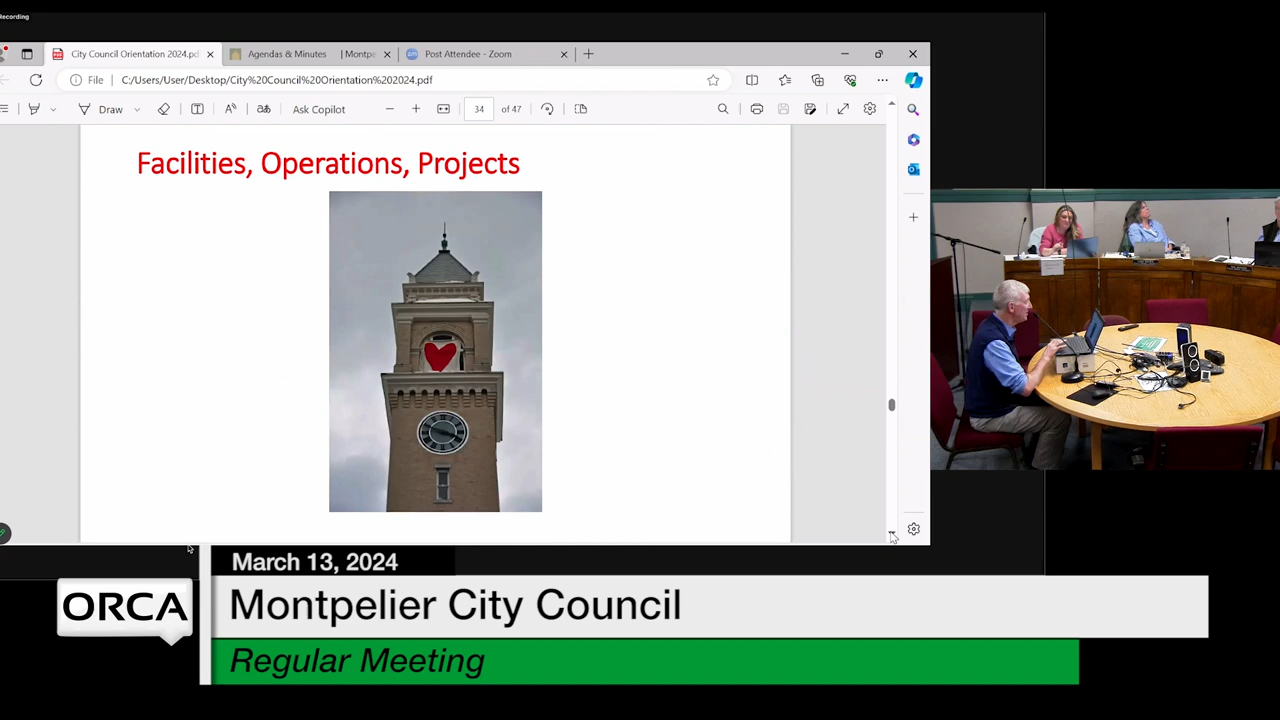 Recording
City Council Orientation 2024.pdf
Agendas & Minutes | Montpe
Post Attendee - Zoom
File C:/Users/User/Desktop/City%20Council%20Orientation%202024.pdf
Draw
Ask Copilot
34 of 47
Facilities, Operations, Projects
March 13, 2024
ORCA
Montpelier City Council
Regular Meeting